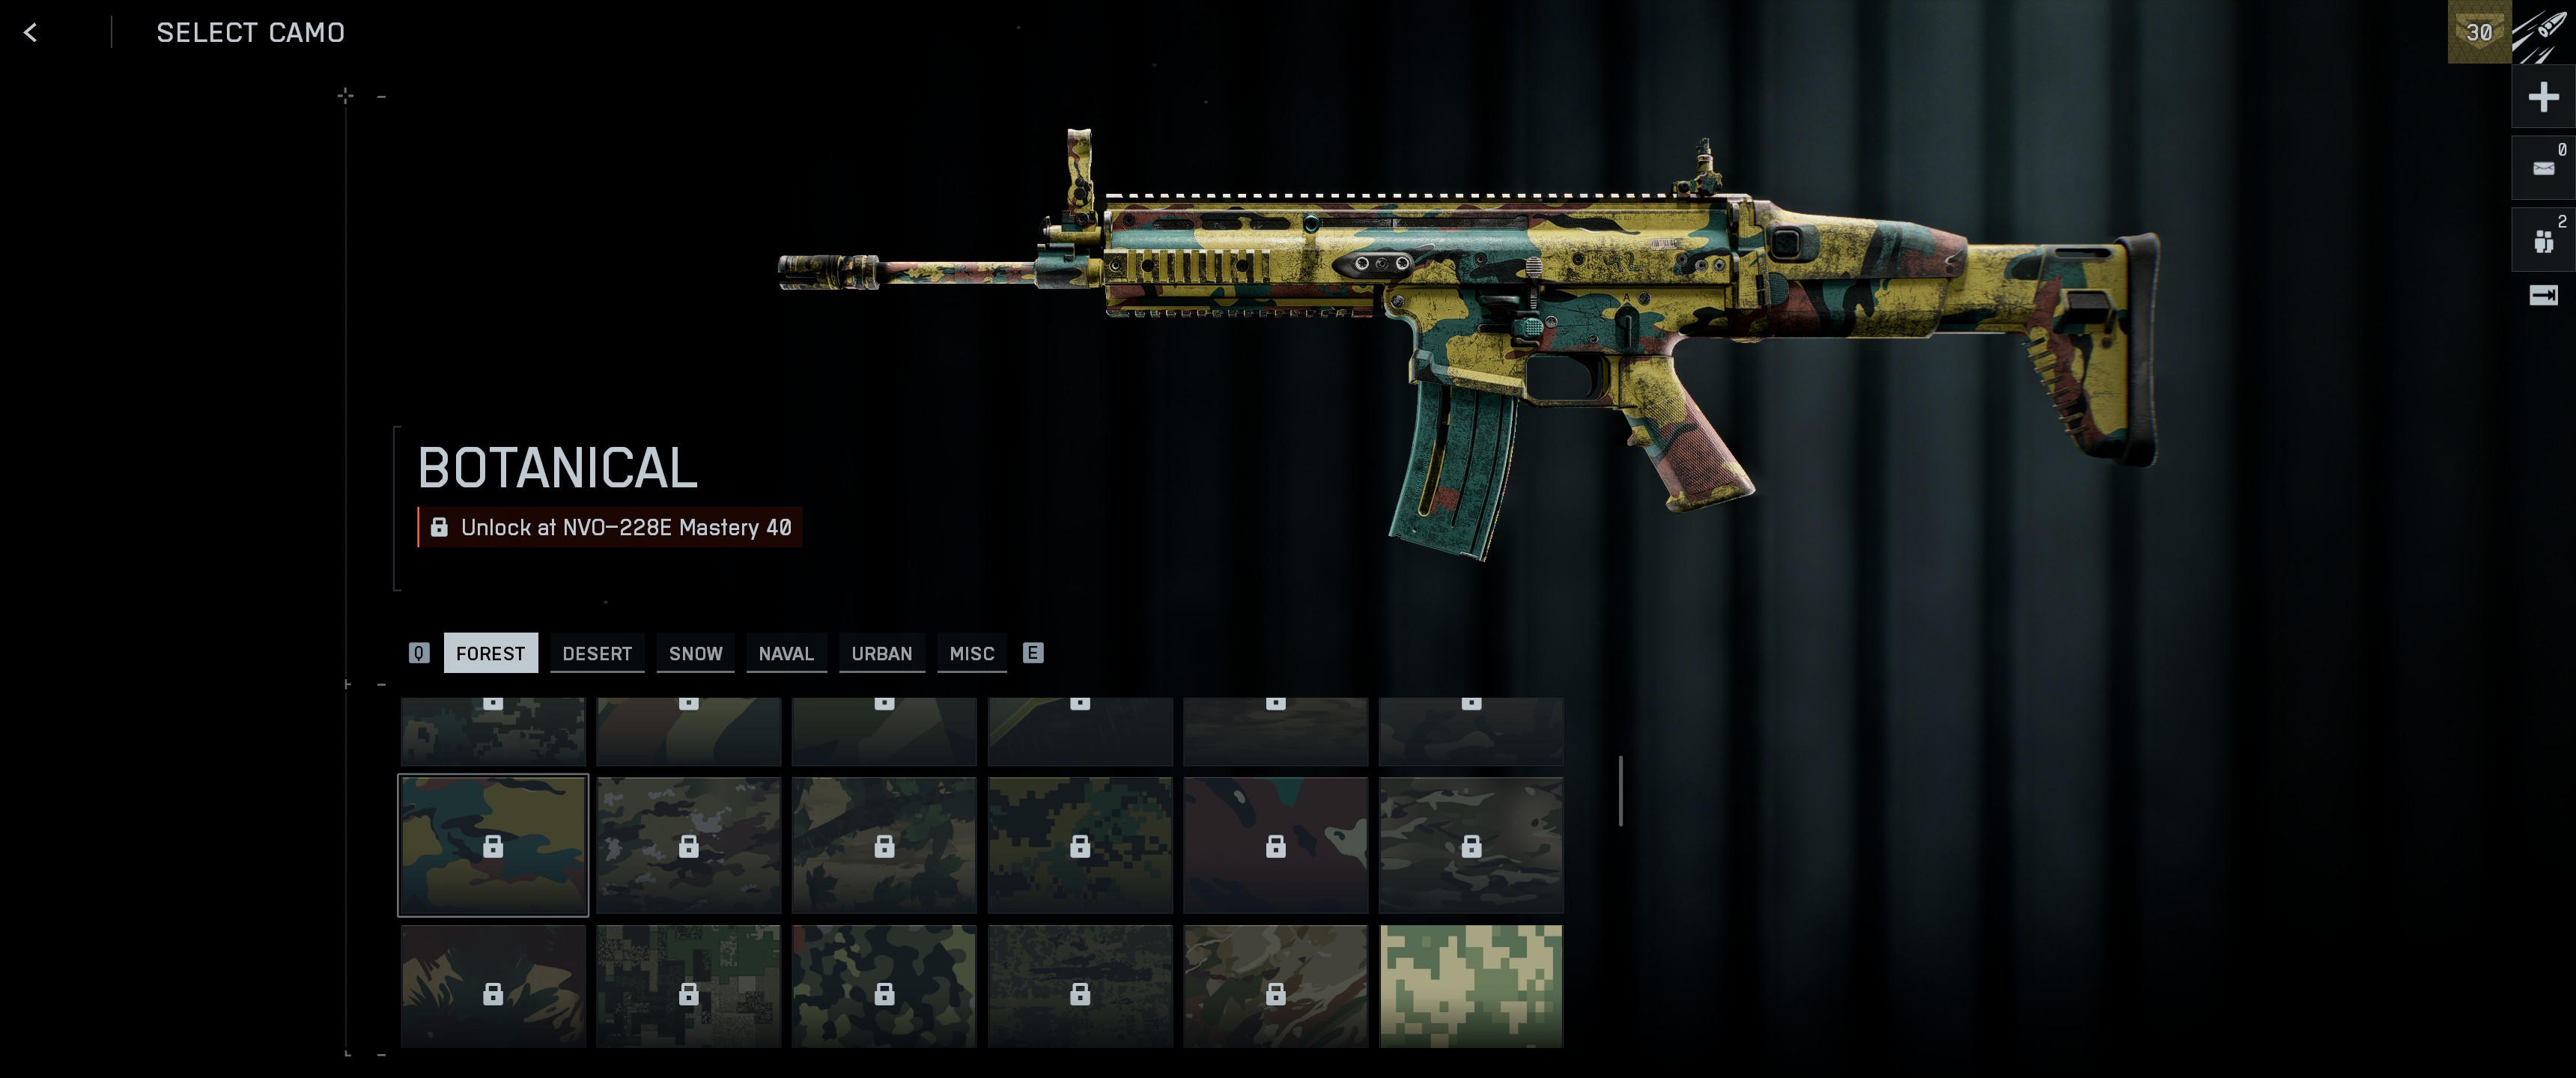 SELECT CAMO
30
0
2
BOTANICAL
Unlock at NVO-228E Mastery 40
Q FOREST DESERT SNOW NAVAL URBAN MISC E